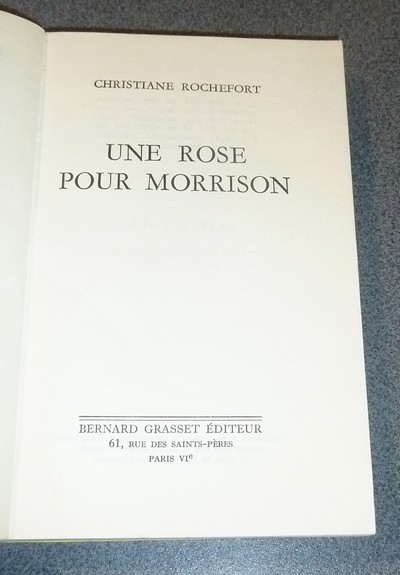 CHRISTIANE ROCHEFORT
UNE ROSE
POUR MORRISON
BERNARD GRASSET ÉDITEUR
61, RUE DES SAINTS-PÈRES
PARIS VIe